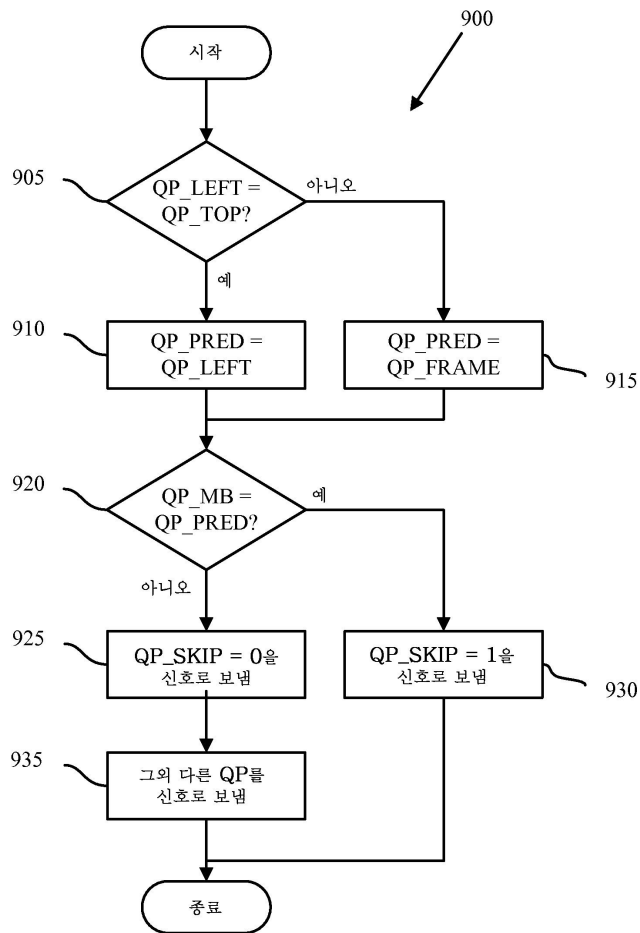 900
시작
905
QP_LEFT =
QP_TOP?
아니오
예
910
QP_PRED =
QP_LEFT
QP_PRED =
QP_FRAME
915
920
QP_MB =
QP_PRED?
예
아니오
925
QP_SKIP = 0을
신호로 보냄
QP_SKIP = 1을
신호로 보냄
930
935
그외 다른 QP를
신호로 보냄
종료